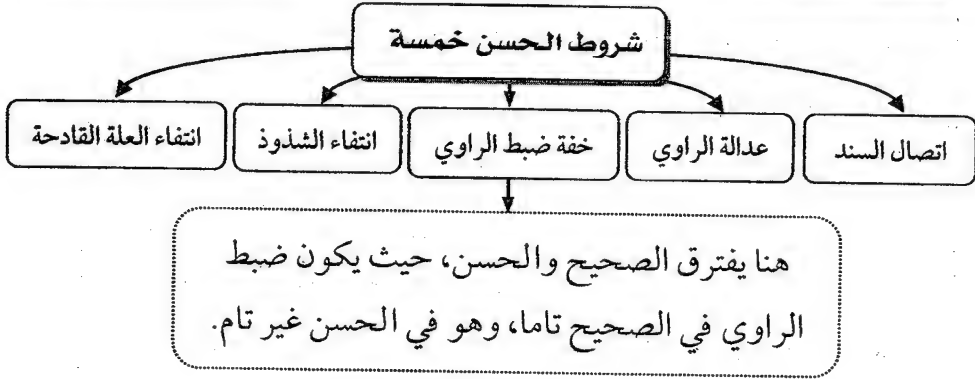 شروط الحسن خمسة
اتصال السند
عدالة الراوي
خفة ضبط الراوي
انتفاء الشذوذ
انتفاء العلة القادحة
هنا يفترق الصحيح والحسن، حيث يكون ضبط
الراوي في الصحيح تاما، وهو في الحسن غير تام.